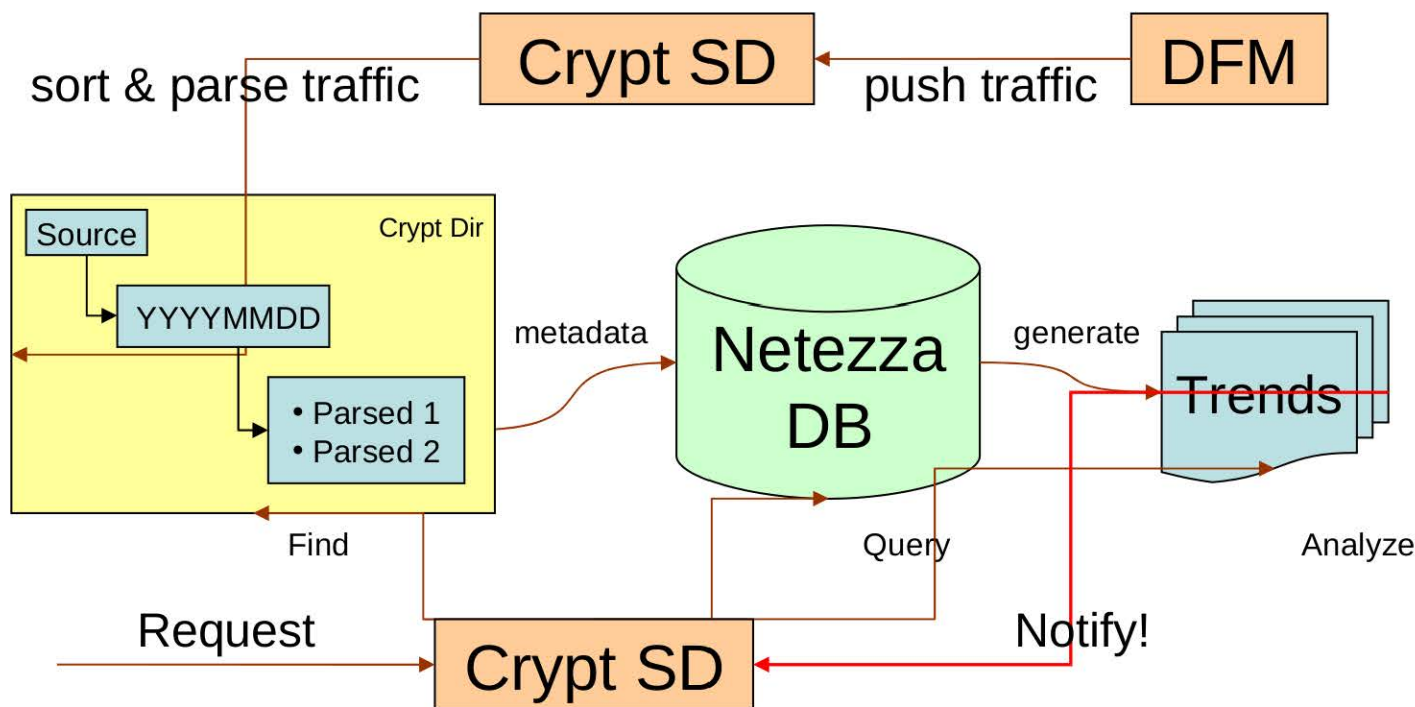 Crypt SD
DFM
sort & parse traffic
push traffic
Crypt Dir
Source
YYYYMMDD
• Parsed 1
• Parsed 2
metadata
Netezza
DB
generate
Trends
Find
Query
Analyze
Request
Notify!
Crypt SD